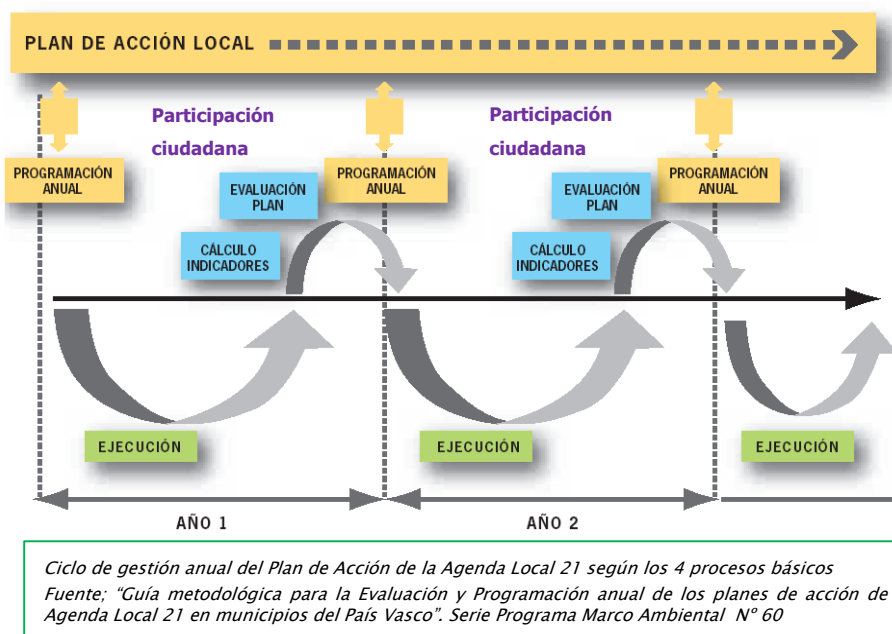 PLAN DE ACCIÓN LOCAL
Participación
ciudadana
Participación
ciudadana
PROGRAMACIÓN
ANUAL
EVALUACIÓN
PLAN
PROGRAMACIÓN
ANUAL
EVALUACIÓN
PLAN
PROGRAMACIÓN
ANUAL
CÁLCULO
INDICADORES
CÁLCULO
INDICADORES
EJECUCIÓN
EJECUCIÓN
EJECUCIÓN
AÑO 1
AÑO 2
Ciclo de gestión anual del Plan de Acción de la Agenda Local 21 según los 4 procesos básicos
Fuente; “Guía metodológica para la Evaluación y Programación anual de los planes de acción de
Agenda Local 21 en municipios del País Vasco”. Serie Programa Marco Ambiental Nº 60